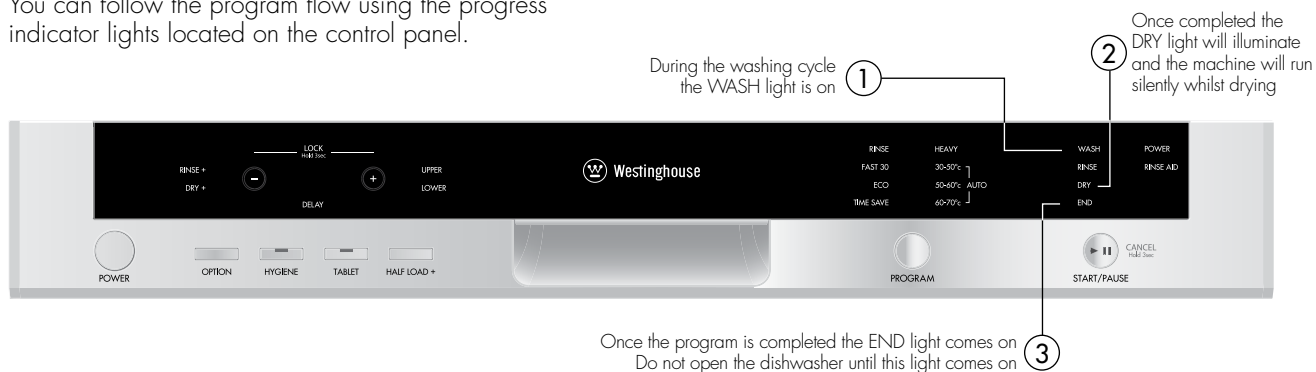 You can follow the program flow using the progress
indicator lights located on the control panel.
During the washing cycle
the WASH light is on
1
Once completed the
DRY light will illuminate
and the machine will run
silently whilst drying
2
LOCK
Hold 3sec
RINSE +
DRY +
-
+
UPPER
LOWER
DELAY
Westinghouse
RINSE
FAST 30
ECO
TIME SAVE
HEAVY
30-50°c
50-60°c AUTO
60-70°c
WASH
RINSE
DRY
END
POWER
RINSE AID
POWER
OPTION
HYGIENE
TABLET
HALF LOAD +
PROGRAM
START/PAUSE
CANCEL
Hold 3sec
Once the program is completed the END light comes on
Do not open the dishwasher until this light comes on
3